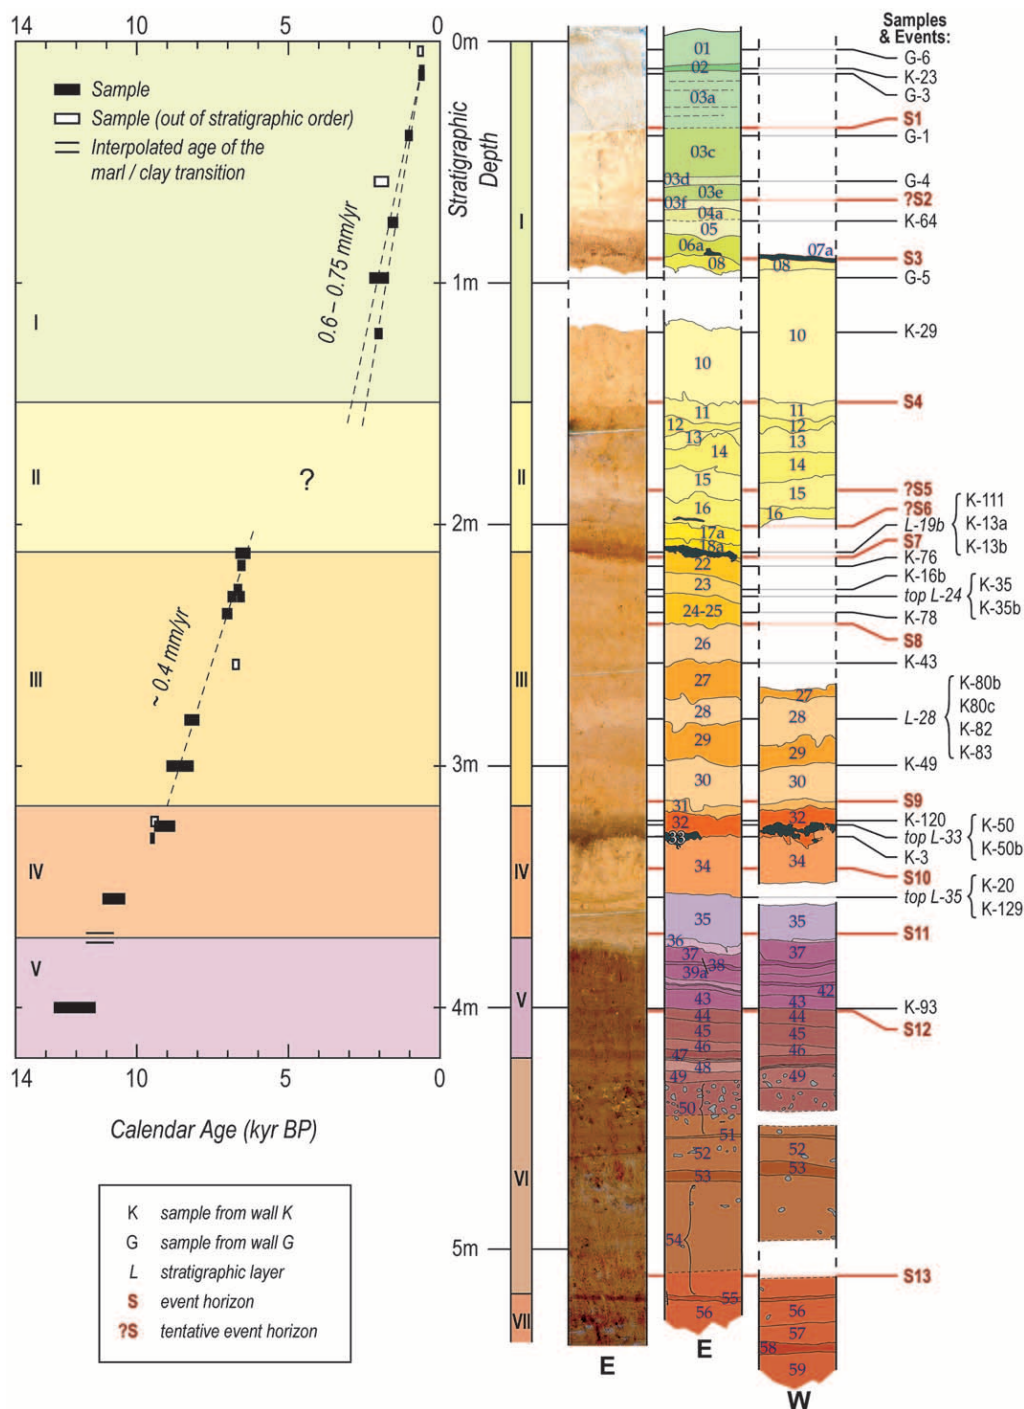 14
10
5
0
Sample
Sample (out of stratigraphic order)
Interpolated age of the
marl / clay transition
0.6 – 0.75 mm/yr
I
II
?
~ 0.4 mm/yr
III
IV
V
14
10
5
0
Calendar Age (kyr BP)
K sample from wall K
G sample from wall G
L stratigraphic layer
S event horizon
?S tentative event horizon
Stratigraphic
Depth
0m
1m
2m
3m
4m
5m
I
II
III
IV
V
VI
VII
E
01
02
03a
03c
03d
03e
03f
04a
05
06a
08
10
11
12
13
14
15
16
17a
18a
22
23
24-25
26
27
28
29
30
31
32
33
34
35
36
37
38
39a
43
44
45
46
47
48
49
50
51
52
53
54
55
56
E
07a
08
10
11
12
13
14
15
16
27
28
29
30
32
34
35
37
42
43
44
45
46
49
52
53
56
57
58
59
W
Samples
& Events:
G-6
K-23
G-3
S1
G-1
G-4
?S2
K-64
S3
G-5
K-29
S4
?S5
?S6
L-19b
K-111
K-13a
K-13b
S7
K-76
K-16b
top L-24
K-35
K-35b
K-78
S8
K-43
L-28
K-80b
K80c
K-82
K-83
K-49
S9
K-120
top L-33
K-50
K-50b
K-3
S10
top L-35
K-20
K-129
S11
K-93
S12
S13